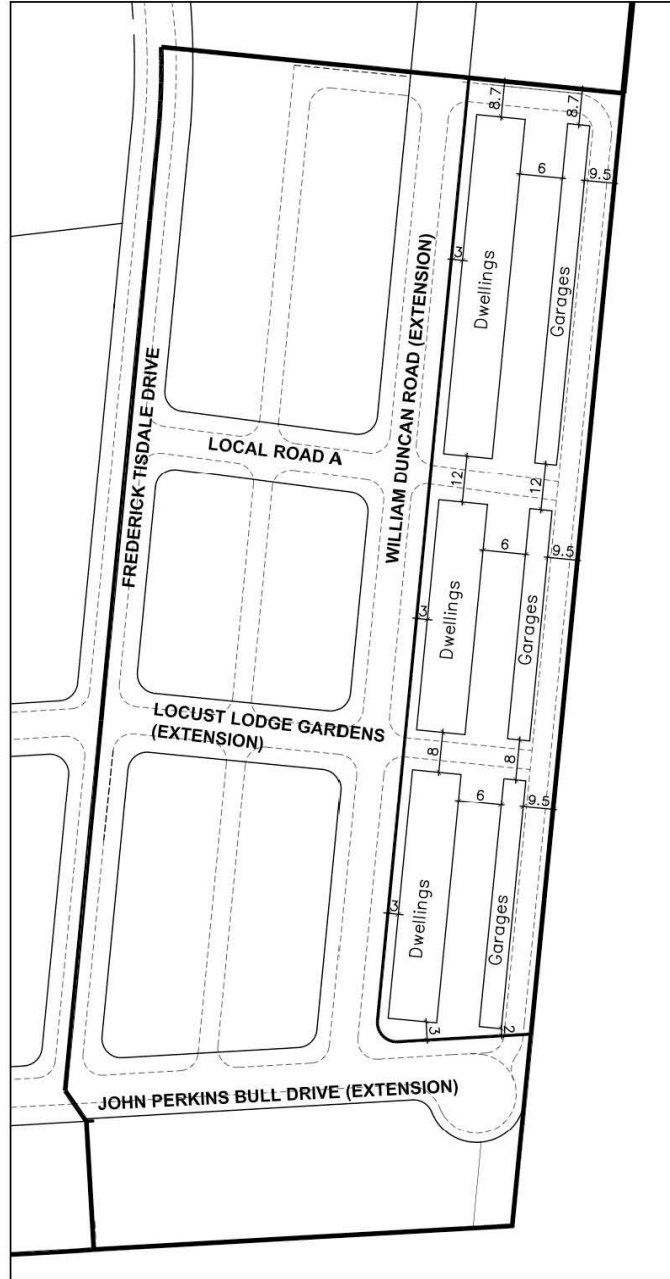 8.7
8.7
6
9.5
3
Dwellings
Garages
WILLIAM DUNCAN ROAD (EXTENSION)
FREDERICK TISDALE DRIVE
LOCAL ROAD A
12
12
6
9.5
3
Dwellings
Garages
LOCUST LODGE GARDENS
(EXTENSION)
8
8
6
9.5
3
Dwellings
Garages
3
2
JOHN PERKINS BULL DRIVE (EXTENSION)